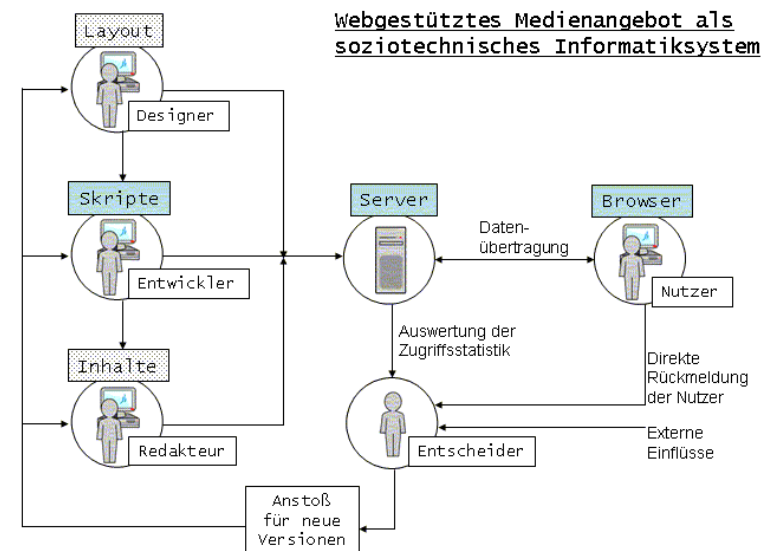 Webgestütztes Medienangebot als
soziotechnisches Informatiksystem
Layout
Designer
Skripte
Entwickler
Inhalte
Redakteur
Server
Daten-
übertragung
Browser
Nutzer
Auswertung der
Zugriffsstatistik
Direkte
Rückmeldung
der Nutzer
Entscheider
Externe
Einflüsse
Anstoß
für neue
Versionen